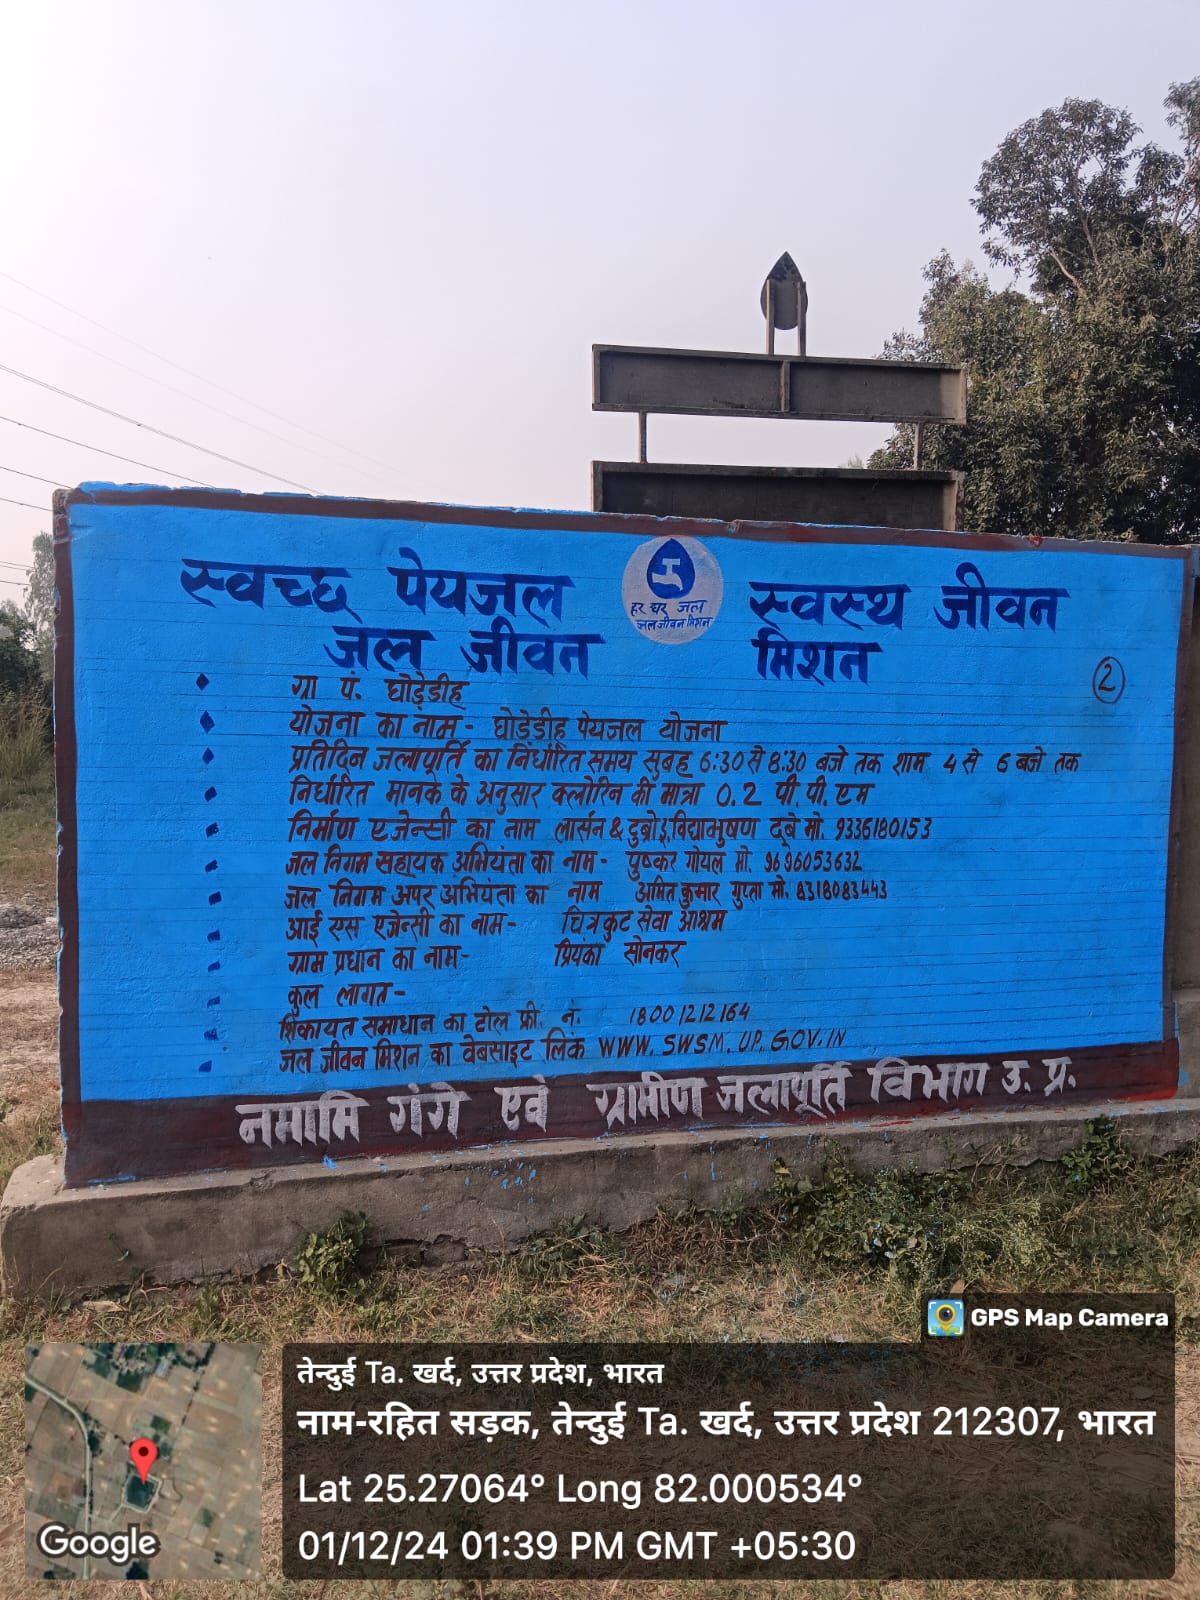 स्वच्छ पेयजल स्वस्थ जीवन
हर घर जल
जल जीवन मिशन
जल जीवन मिशन
2
ग्रा पं. घोड़ेडीह
योजना का नाम - घोड़ेडीह पेयजल योजना
प्रतिदिन जलापूर्ति का निर्धारित समय सुबह 6:30 से 8:30 बजे तक शाम 4 से 6 बजे तक
निर्धारित मानके के अनुसार क्लोरिन की मात्रा 0.2 पी. पी. एम
निर्माण एजेन्सी का नाम लार्सन & टुब्रो इ. विद्याभुषण दूबे मो. 9336180153
जल निगम सहायक अभियंता का नाम - पुष्कर गोयल मो. 9696053632
जल निगम अपर अभियंता का नाम अमित कुमार गुप्ता मो. 8318083443
आई एस एजेन्सी का नाम - चित्रकुट सेवा आश्रम
ग्राम प्रधान का नाम - प्रियंका सोनकर
कुल लागत -
शिकायत समाधान का टोल फ्री. नं. 18001212164
जल जीवन मिशन का वेबसाइट लिंक WWW. SWSM. UP. GOV. IN
नमामि गंगे एवं ग्रामीण जलापूर्ति विभाग उ. प्र.
GPS Map Camera
तेन्दुई Ta. खर्द, उत्तर प्रदेश, भारत
नाम-रहित सड़क, तेन्दुई Ta. खर्द, उत्तर प्रदेश 212307, भारत
Lat 25.27064° Long 82.000534°
01/12/24 01:39 PM GMT +05:30
Google